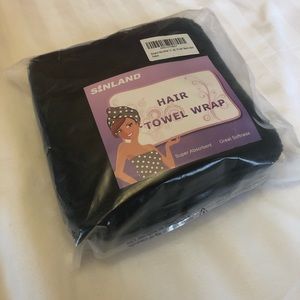 SINLAND
HAIR
TOWEL WRAP
Super Absorbent
Great Softness